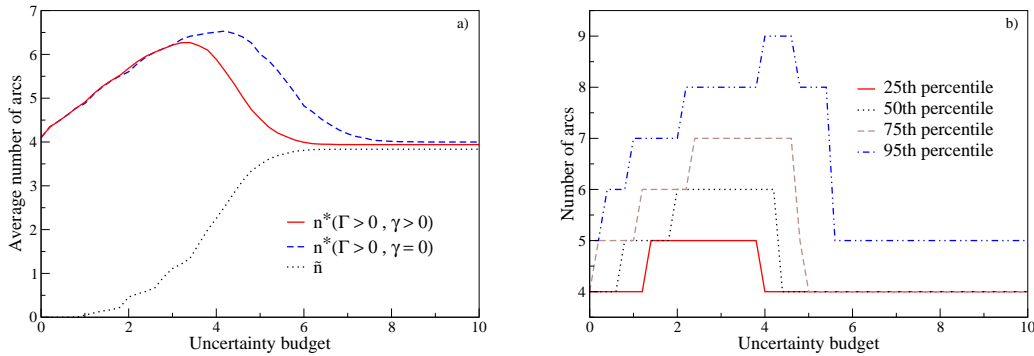 a)
7
6
5
4
3
2
1
0
Average number of arcs
n*(Γ > 0 , γ > 0)
n*(Γ > 0 , γ = 0)
ñ
0 2 4 6 8 10
Uncertainty budget
b)
9
8
7
6
5
4
Number of arcs
25th percentile
50th percentile
75th percentile
95th percentile
0 2 4 6 8 10
Uncertainty budget